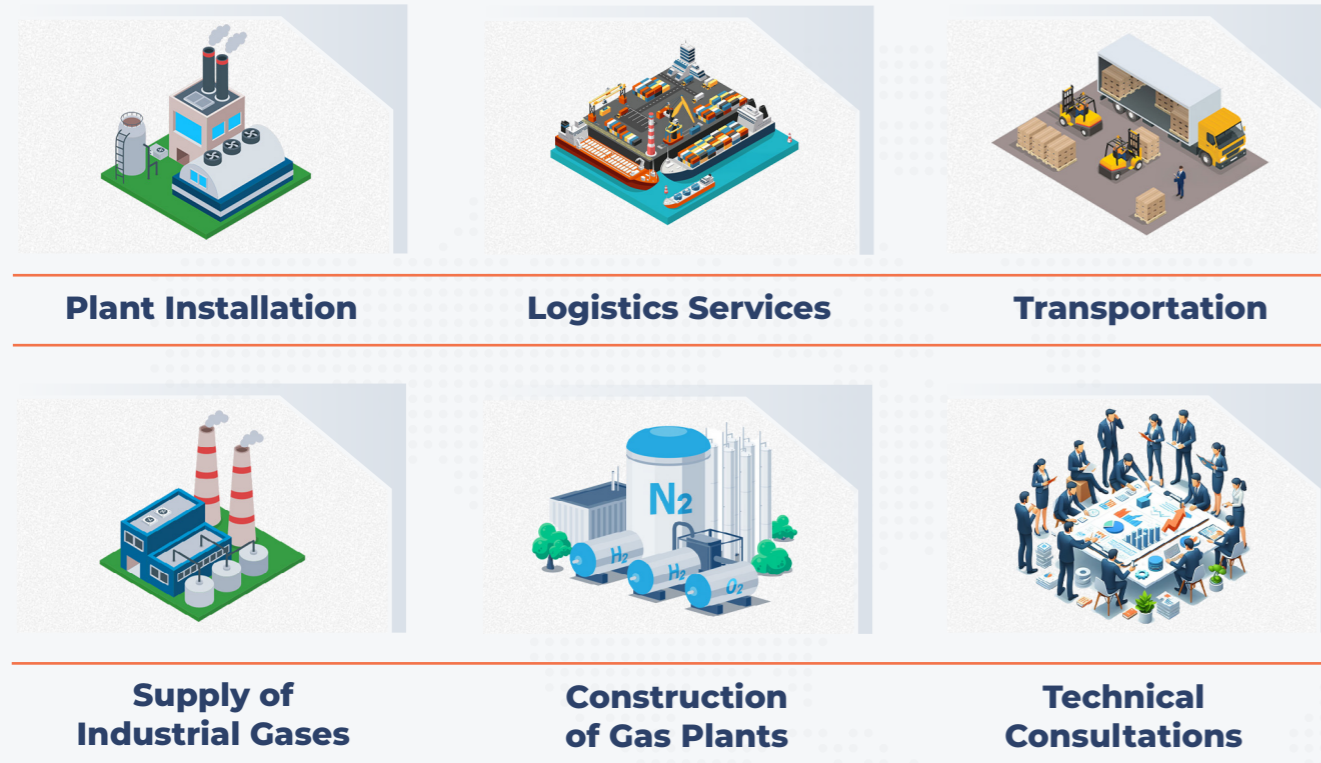 Plant Installation
Logistics Services
Transportation
N2
H2
H2
O2
Supply of
Industrial Gases
Construction
of Gas Plants
Technical
Consultations